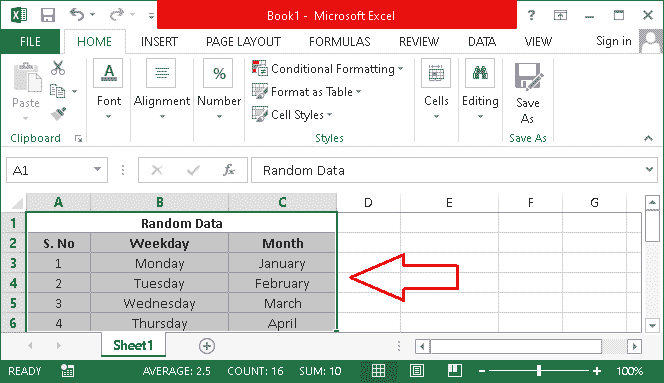 Book1 - Microsoft Excel
FILE HOME INSERT PAGE LAYOUT FORMULAS REVIEW DATA VIEW Sign in
Paste Font Alignment Number Conditional Formatting Cells Editing Save As
% Format as Table
Cell Styles
Clipboard Styles Save As
A1 fx Random Data
A B C D E F G
1 Random Data
2 S. No Weekday Month
3 1 Monday January
4 2 Tuesday February
5 3 Wednesday March
6 4 Thursday April
Sheet1
READY AVERAGE: 2.5 COUNT: 16 SUM: 10 100%